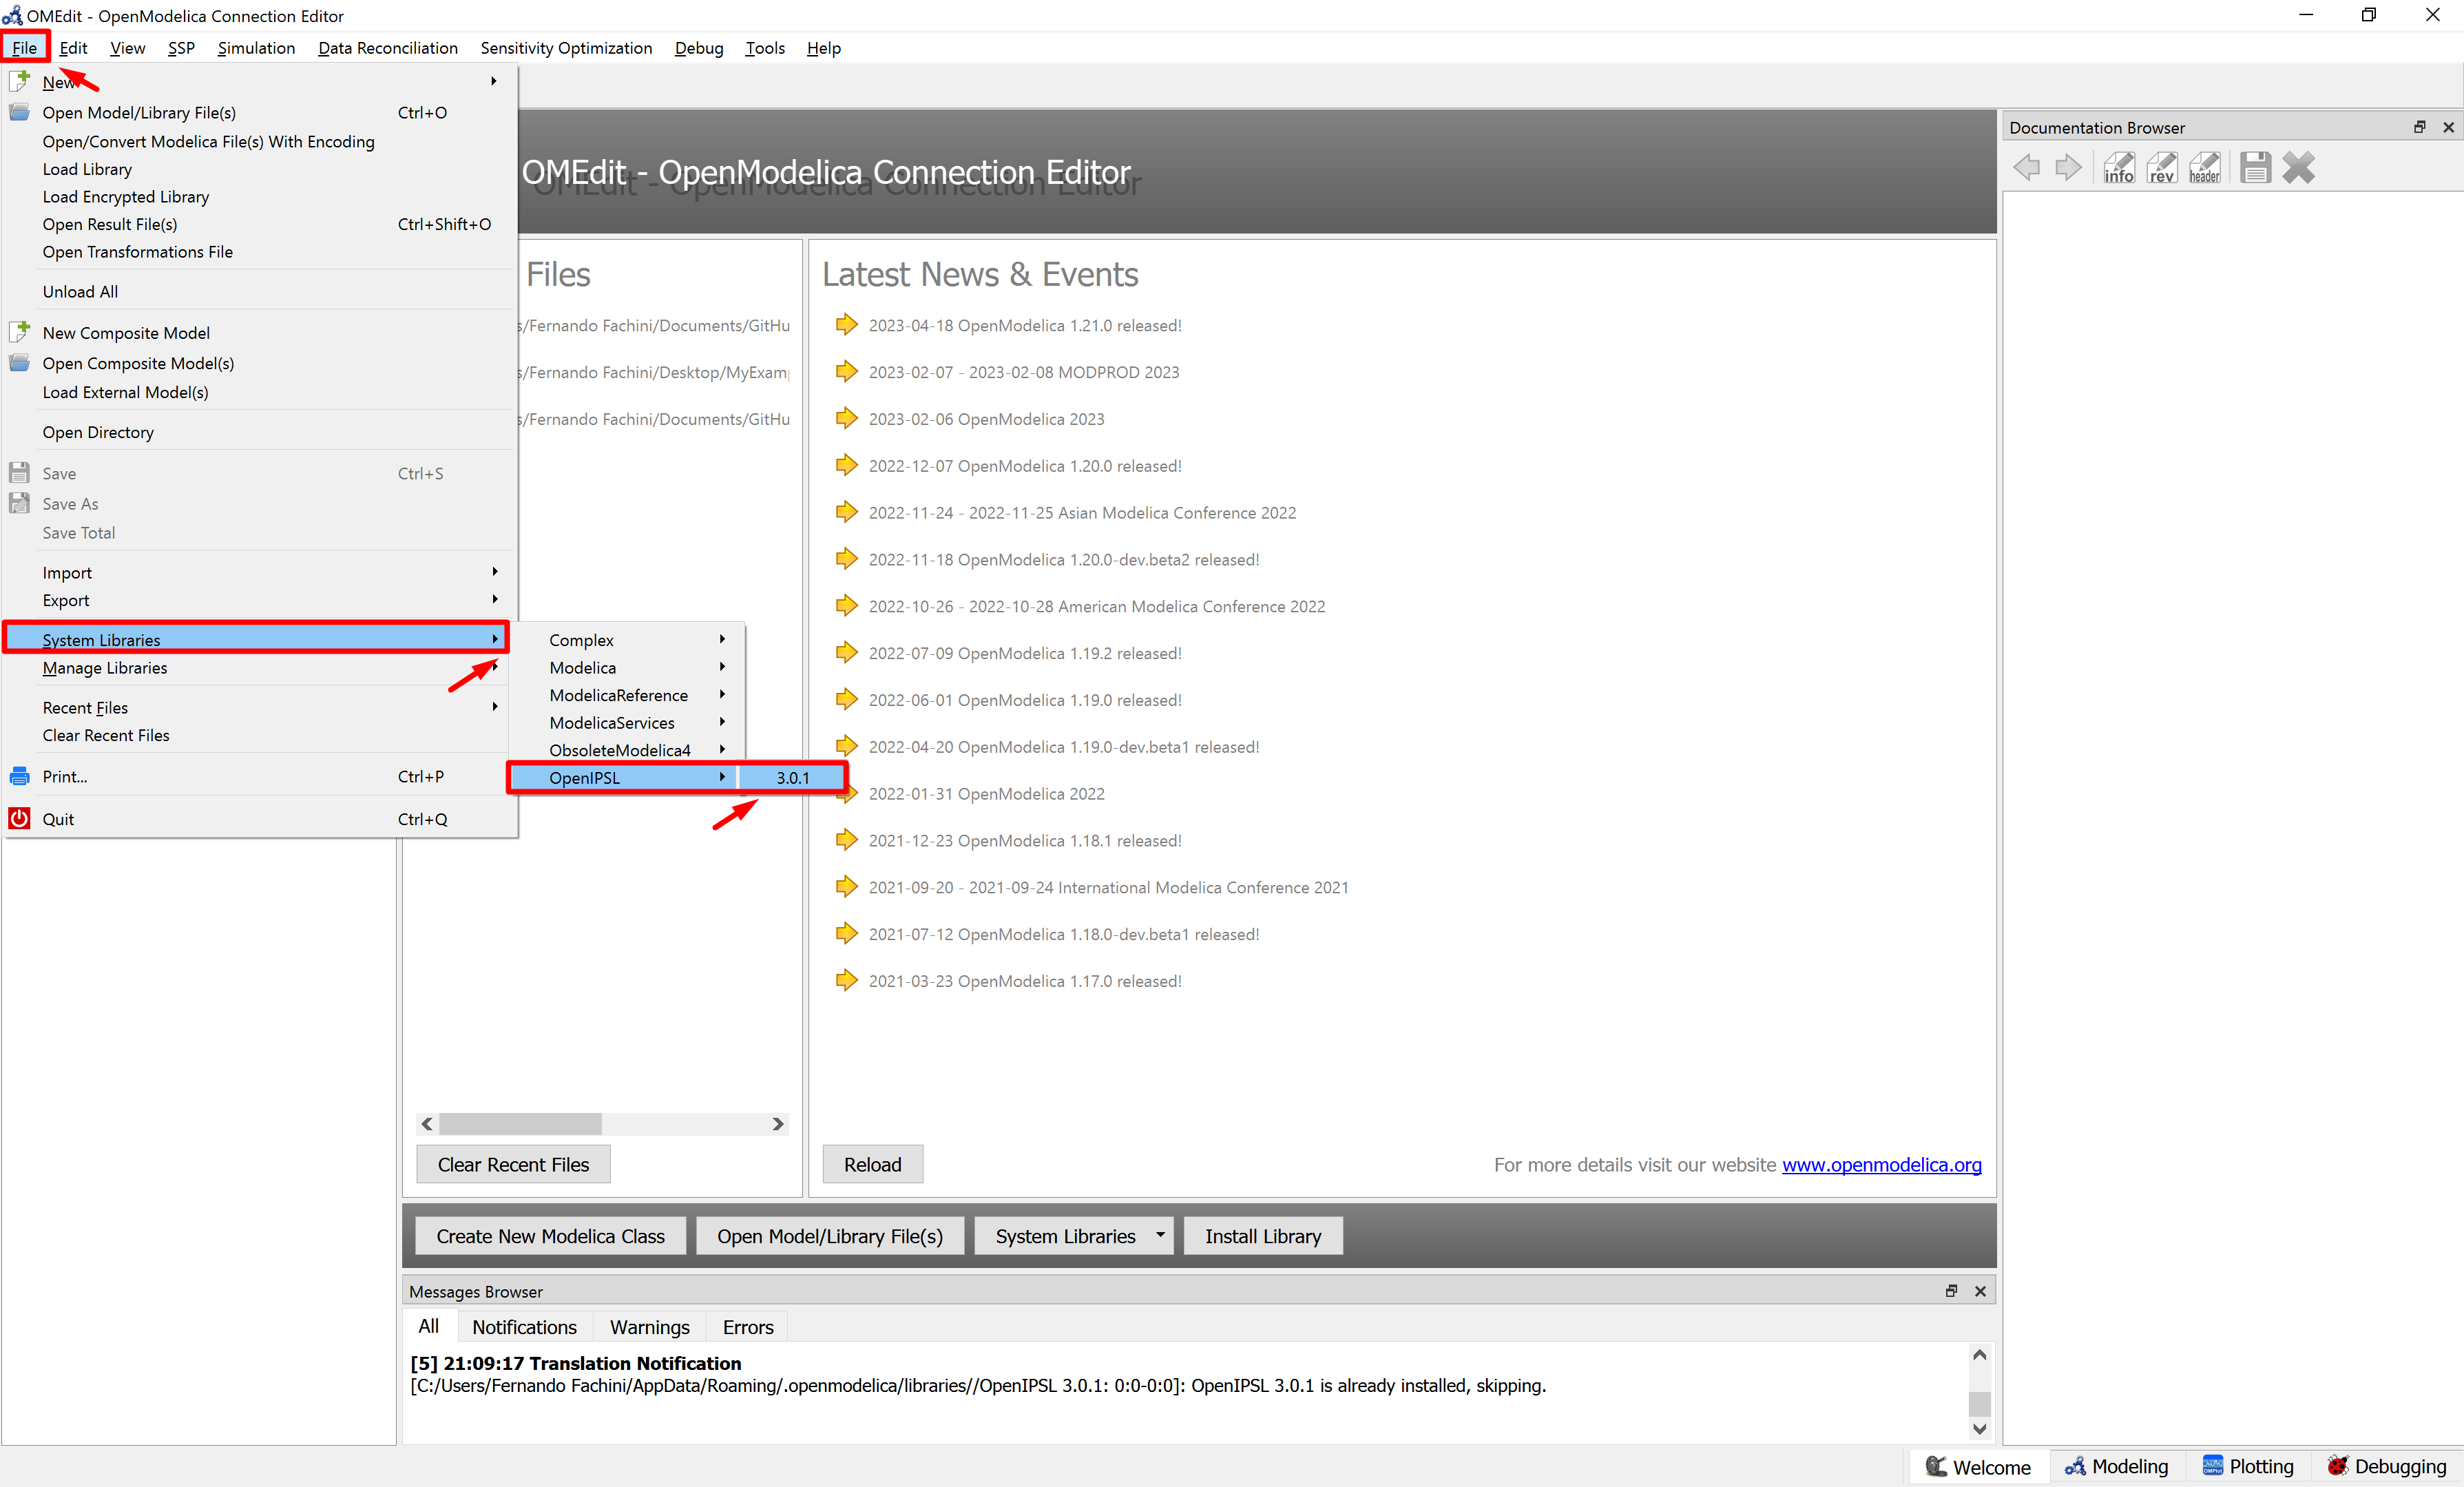 OMEdit - OpenModelica Connection Editor
File Edit View SSP Simulation Data Reconciliation Sensitivity Optimization Debug Tools Help
New
Open Model/Library File(s) Ctrl+O
Open/Convert Modelica File(s) With Encoding
Load Library
Load Encrypted Library
Open Result File(s) Ctrl+Shift+O
Open Transformations File
Unload All
New Composite Model
Open Composite Model(s)
Load External Model(s)
Open Directory
Save Ctrl+S
Save As
Save Total
Import
Export
System Libraries
Manage Libraries
Recent Files
Clear Recent Files
Print... Ctrl+P
Quit Ctrl+Q
Complex
Modelica
ModelicaReference
ModelicaServices
ObsoleteModelica4
OpenIPSL 3.0.1
OMEdit - OpenModelica Connection Editor
Files
s/Fernando Fachini/Documents/GitHu
s/Fernando Fachini/Desktop/MyExam
s/Fernando Fachini/Documents/GitHu
Clear Recent Files
Latest News & Events
2023-04-18 OpenModelica 1.21.0 released!
2023-02-07 - 2023-02-08 MODPROD 2023
2023-02-06 OpenModelica 2023
2022-12-07 OpenModelica 1.20.0 released!
2022-11-24 - 2022-11-25 Asian Modelica Conference 2022
2022-11-18 OpenModelica 1.20.0-dev.beta2 released!
2022-10-26 - 2022-10-28 American Modelica Conference 2022
2022-07-09 OpenModelica 1.19.2 released!
2022-06-01 OpenModelica 1.19.0 released!
2022-04-20 OpenModelica 1.19.0-dev.beta1 released!
2022-01-31 OpenModelica 2022
2021-12-23 OpenModelica 1.18.1 released!
2021-09-20 - 2021-09-24 International Modelica Conference 2021
2021-07-12 OpenModelica 1.18.0-dev.beta1 released!
2021-03-23 OpenModelica 1.17.0 released!
Reload
For more details visit our website www.openmodelica.org
Create New Modelica Class Open Model/Library File(s) System Libraries Install Library
Documentation Browser
info rev header
Messages Browser
All Notifications Warnings Errors
[5] 21:09:17 Translation Notification
[C:/Users/Fernando Fachini/AppData/Roaming/.openmodelica/libraries//OpenIPSL 3.0.1: 0:0-0:0]: OpenIPSL 3.0.1 is already installed, skipping.
Welcome Modeling Plotting Debugging